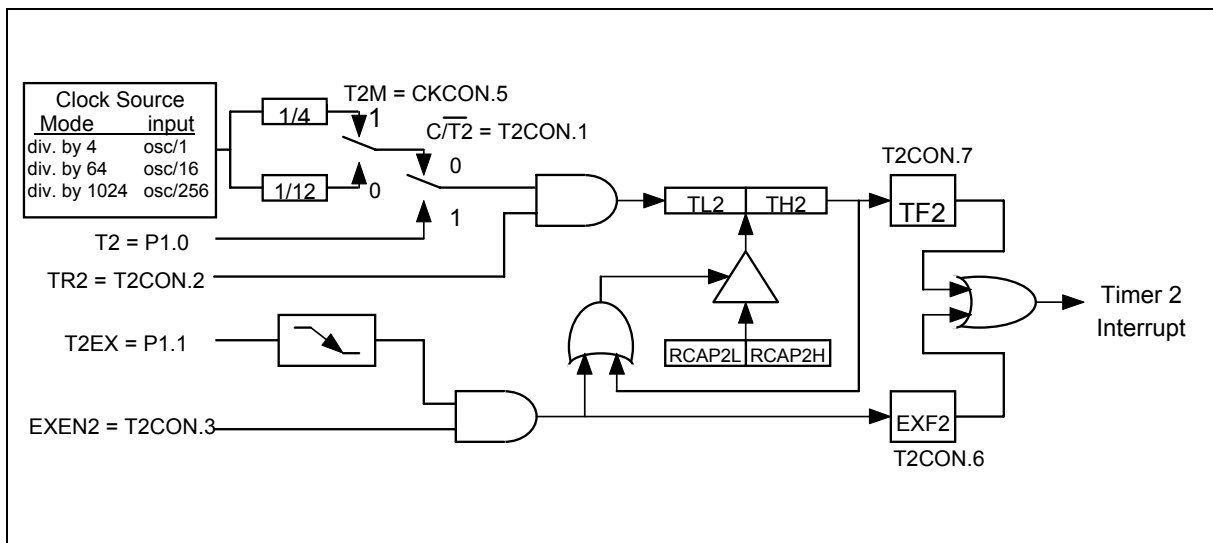 Clock Source
Mode input
div. by 4 osc/1
div. by 64 osc/16
div. by 1024 osc/256
1/4
1/12
T2M = CKCON.5
1
0
C/T2 = T2CON.1
0
1
T2 = P1.0
TR2 = T2CON.2
TL2 TH2
T2CON.7
TF2
RCAP2L RCAP2H
Timer 2
Interrupt
T2EX = P1.1
EXEN2 = T2CON.3
EXF2
T2CON.6